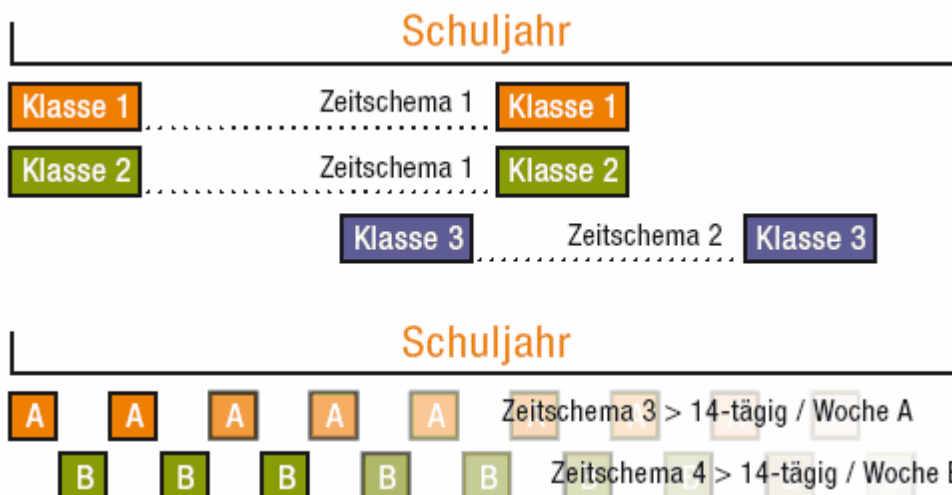 Schuljahr
Klasse 1 Zeitschema 1 Klasse 1
Klasse 2 Zeitschema 1 Klasse 2
Klasse 3 Zeitschema 2 Klasse 3
Schuljahr
A A A A A A A A A Zeitschema 3 > 14-tägig / Woche A
B B B B B B B Zeitschema 4 > 14-tägig / Woche